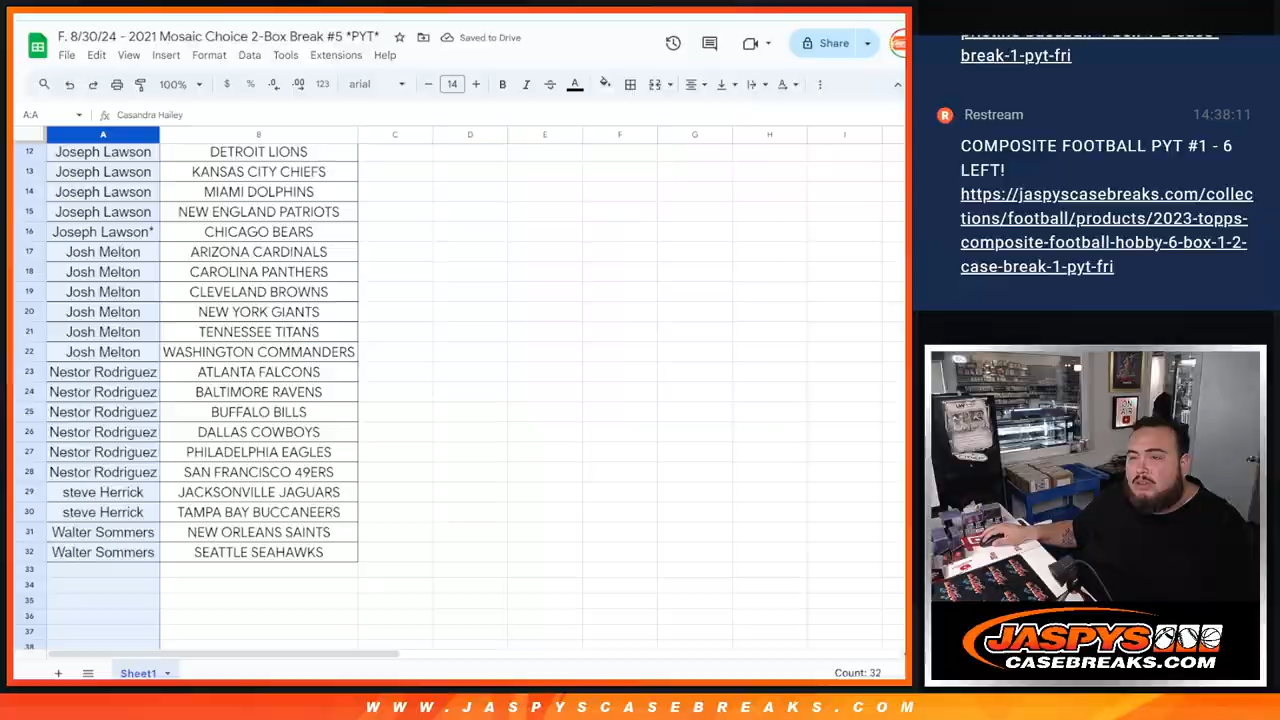 F. 8/30/24 - 2021 Mosaic Choice 2-Box Break #5 *PYT*
Saved to Drive
Share
File Edit View Insert Format Data Tools Extensions Help
100% $ % .0 .00 123 arial 14
A:A fx Casandra Hailey
A B C D E F G H I
12 Joseph Lawson DETROIT LIONS
13 Joseph Lawson KANSAS CITY CHIEFS
14 Joseph Lawson MIAMI DOLPHINS
15 Joseph Lawson NEW ENGLAND PATRIOTS
16 Joseph Lawson* CHICAGO BEARS
17 Josh Melton ARIZONA CARDINALS
18 Josh Melton CAROLINA PANTHERS
19 Josh Melton CLEVELAND BROWNS
20 Josh Melton NEW YORK GIANTS
21 Josh Melton TENNESSEE TITANS
22 Josh Melton WASHINGTON COMMANDERS
23 Nestor Rodriguez ATLANTA FALCONS
24 Nestor Rodriguez BALTIMORE RAVENS
25 Nestor Rodriguez BUFFALO BILLS
26 Nestor Rodriguez DALLAS COWBOYS
27 Nestor Rodriguez PHILADELPHIA EAGLES
28 Nestor Rodriguez SAN FRANCISCO 49ERS
29 steve Herrick JACKSONVILLE JAGUARS
30 steve Herrick TAMPA BAY BUCCANEERS
31 Walter Sommers NEW ORLEANS SAINTS
32 Walter Sommers SEATTLE SEAHAWKS
33
34
35
36
37
38
Sheet1
Count: 32
break-1-pyt-fri
Restream 14:38:11
COMPOSITE FOOTBALL PYT #1 - 6
LEFT!
https://jaspyscasebreaks.com/collec
tions/football/products/2023-topps-
composite-football-hobby-6-box-1-2-
case-break-1-pyt-fri
ON
AIR
JASPYS
CASEBREAKS.COM
WWW.JASPYSCASEBREAKS.COM